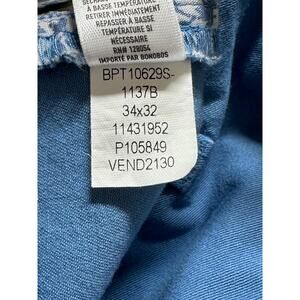 À BASSE TEMPÉRATURE
RETIRER IMMÉDIATEMENT
REPASSER À BASSE
TEMPÉRATURE SI
NÉCESSAIRE
RN# 128054
IMPORTÉ PAR BONOBOS
BPT10629S-
1137B
34x32
11431952
P105849
VEND2130